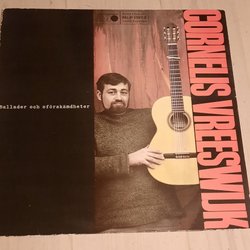 Ballader och oförskämdheter
CORNELIS VREESWIJK